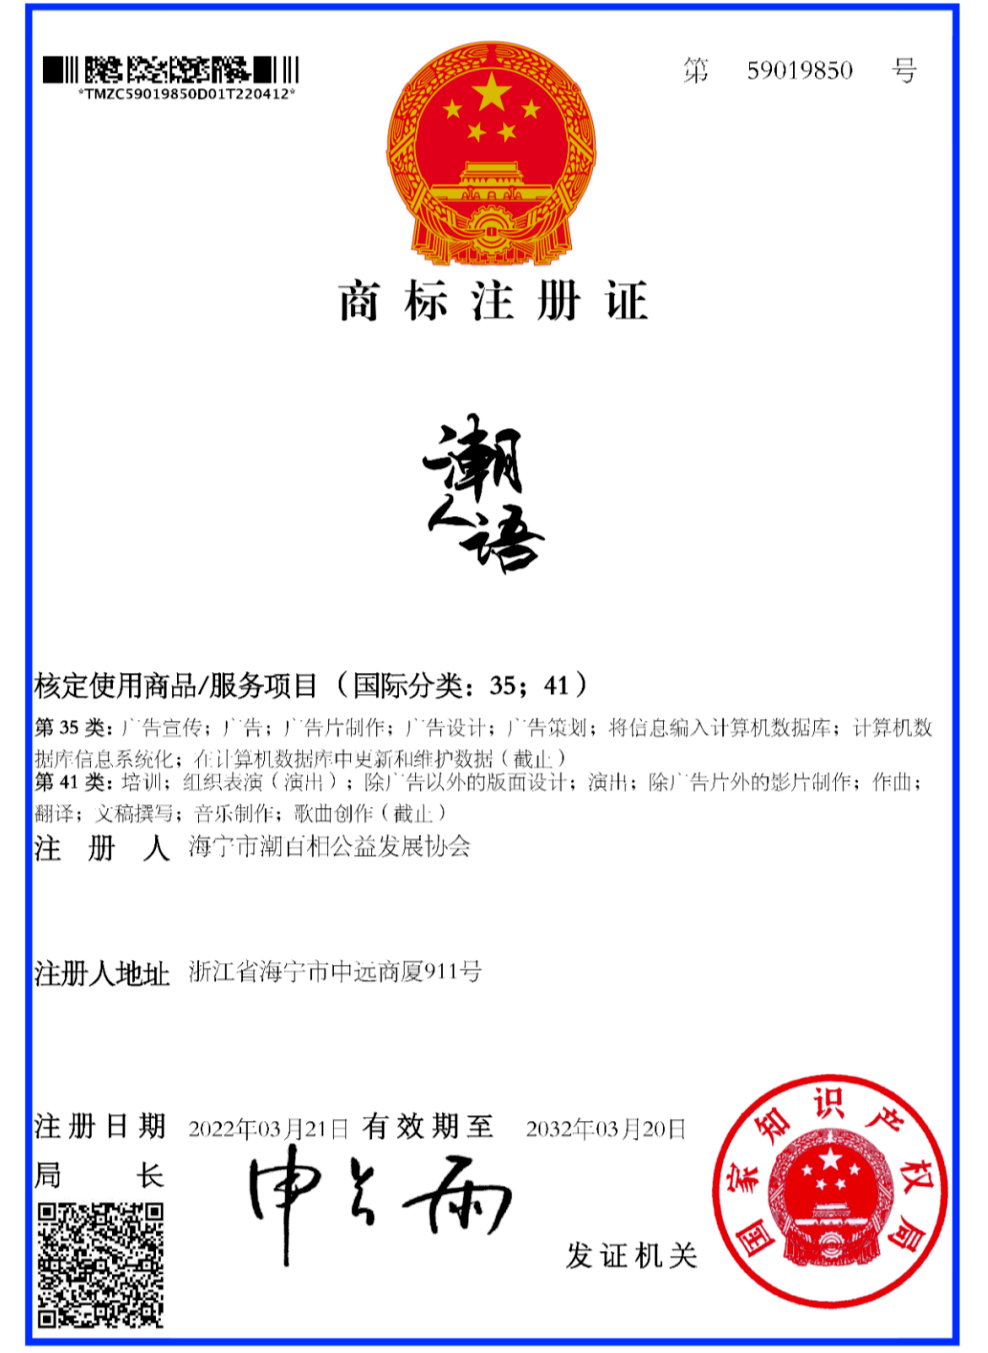 第 59019850 号
*TMZC59019850D01T220412*
商标注册证
潮
人语
核定使用商品/服务项目（国际分类：35；41）
第 35 类：广告宣传；广告；广告片制作；广告设计；广告策划；将信息编入计算机数据库；计算机数
据库信息系统化；在计算机数据库中更新和维护数据（截止）
第 41 类：培训；组织表演（演出）；除广告以外的版面设计；演出；除广告片外的影片制作；作曲；
翻译；文稿撰写；音乐制作；歌曲创作（截止）
注册人 海宁市潮百相公益发展协会
注册人地址 浙江省海宁市中远商厦911号
注册日期 2022年03月21日 有效期至 2032年03月20日
局长 申长雨
发证机关
国家知识产权局